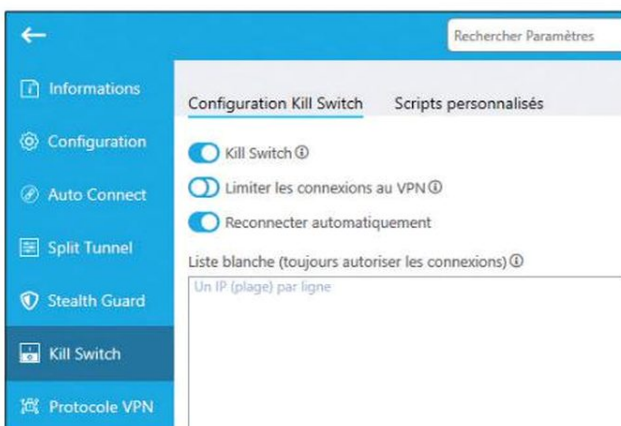 Rechercher Paramètres
Informations
Configuration
Auto Connect
Split Tunnel
Stealth Guard
Kill Switch
Protocole VPN
Configuration Kill Switch
Scripts personnalisés
Kill Switch
Limiter les connexions au VPN
Reconnecter automatiquement
Liste blanche (toujours autoriser les connexions)
Un IP (plage) par ligne